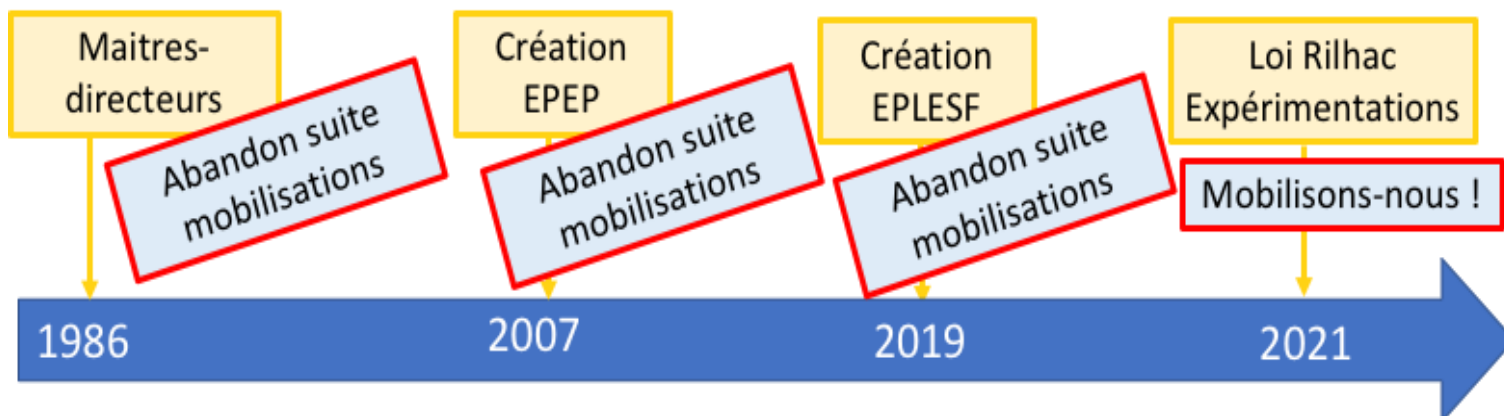 Maitres-
directeurs
Abandon suite
mobilisations
1986
Création
EPEP
Abandon suite
mobilisations
2007
Création
EPLESF
Abandon suite
mobilisations
2019
Loi Rilhac
Expérimentations
Mobilisons-nous !
2021